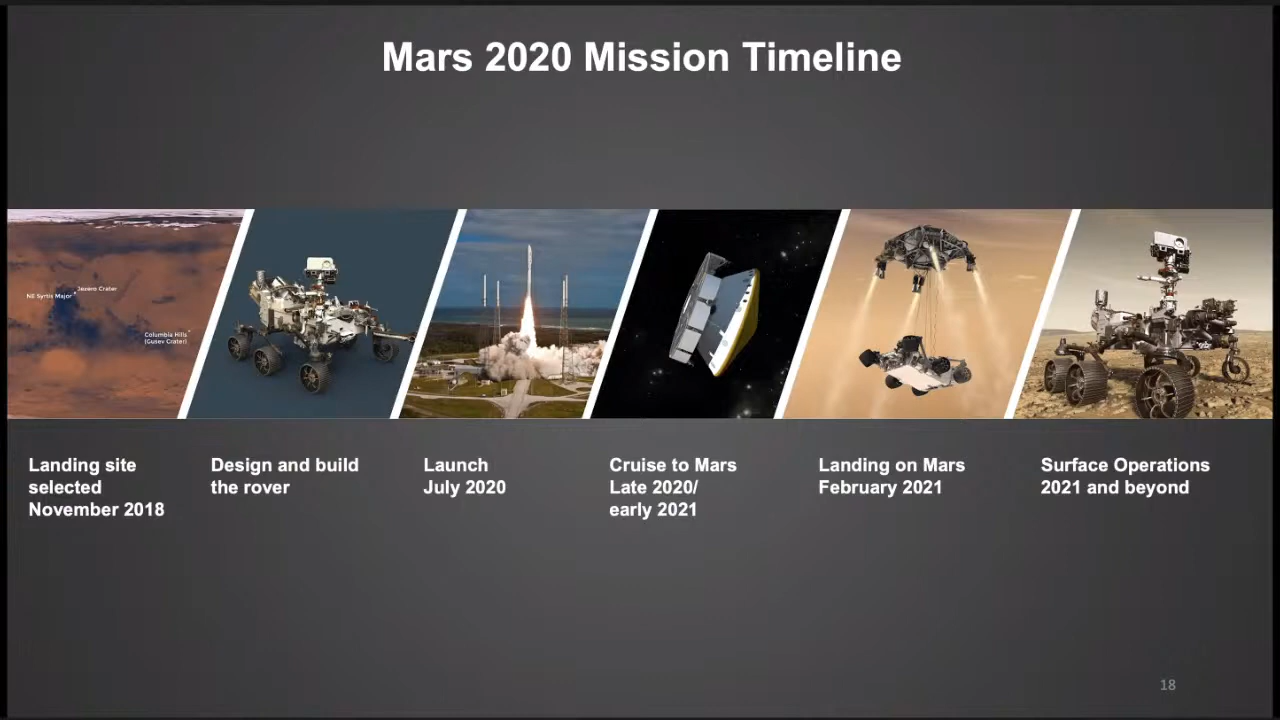 Mars 2020 Mission Timeline
Jezero Crater
NE Syrtis Major
Columbia Hills
(Gusev Crater)
Landing site
selected
November 2018
Design and build
the rover
Launch
July 2020
Cruise to Mars
Late 2020/
early 2021
Landing on Mars
February 2021
Surface Operations
2021 and beyond
18